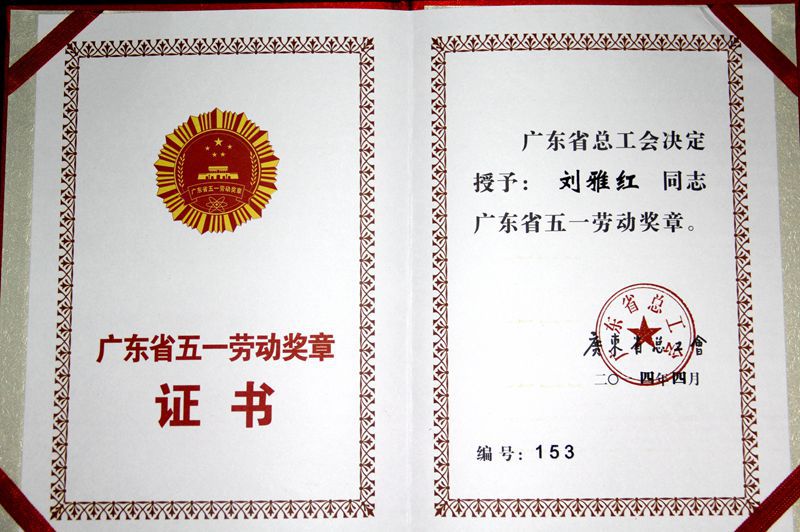 广东省五一劳动奖章
广东省五一劳动奖章
证书
广东省总工会决定
授予： 刘雅红 同志
广东省五一劳动奖章。
广东省总工会
廣東省總工會
二〇一四年四月
编号：153